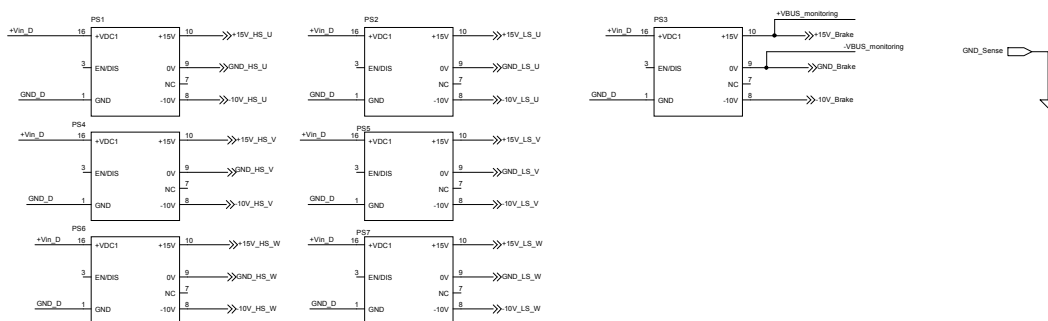 PS1
+Vin_D 16 +VDC1 +15V 10 +15V_HS_U
3 EN/DIS 0V 9 GND_HS_U
NC 7
GND_D 1 GND -10V 8 -10V_HS_U
PS2
+Vin_D 16 +VDC1 +15V 10 +15V_LS_U
3 EN/DIS 0V 9 GND_LS_U
NC 7
GND_D 1 GND -10V 8 -10V_LS_U
PS3
+VBUS_monitoring
+Vin_D 16 +VDC1 +15V 10 +15V_Brake
-VBUS_monitoring
3 EN/DIS 0V 9 GND_Brake
NC 7
GND_D 1 GND -10V 8 -10V_Brake
GND_Sense
PS4
+Vin_D 16 +VDC1 +15V 10 +15V_HS_V
3 EN/DIS 0V 9 GND_HS_V
NC 7
GND_D 1 GND -10V 8 -10V_HS_V
PS5
+Vin_D 16 +VDC1 +15V 10 +15V_LS_V
3 EN/DIS 0V 9 GND_LS_V
NC 7
GND_D 1 GND -10V 8 -10V_LS_V
PS6
+Vin_D 16 +VDC1 +15V 10 +15V_HS_W
3 EN/DIS 0V 9 GND_HS_W
NC 7
GND_D 1 GND -10V 8 -10V_HS_W
PS7
+Vin_D 16 +VDC1 +15V 10 +15V_LS_W
3 EN/DIS 0V 9 GND_LS_W
NC 7
GND_D 1 GND -10V 8 -10V_LS_W